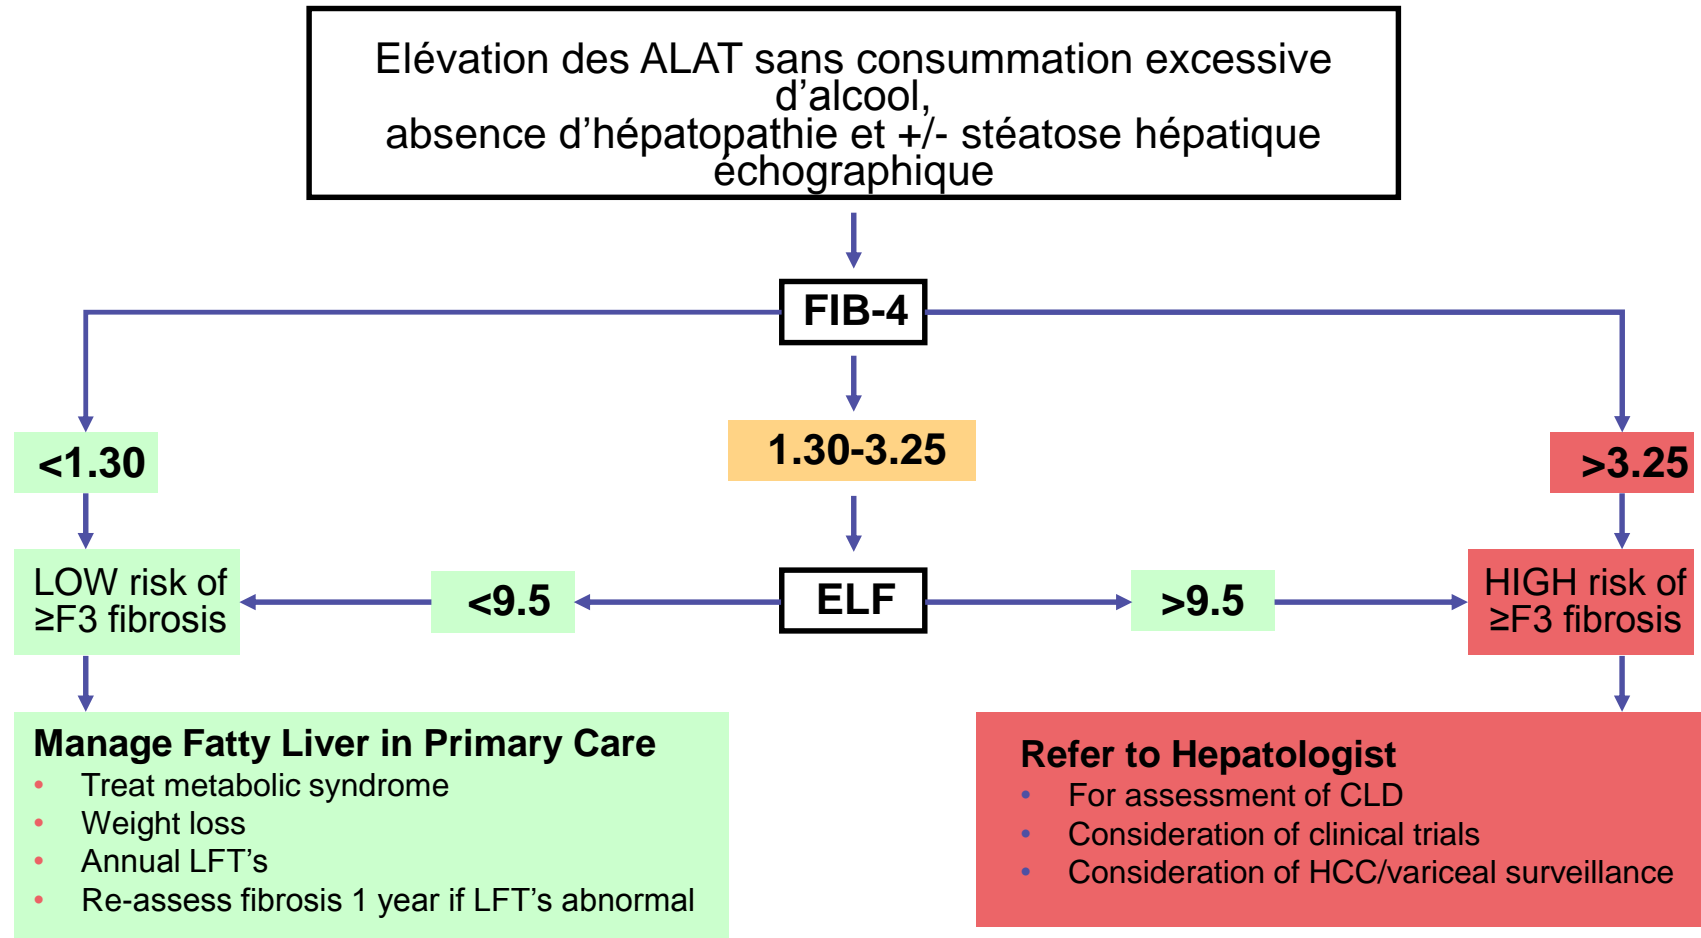 Elévation des ALAT sans consummation excessive
d’alcool,
absence d’hépatopathie et +/- stéatose hépatique
échographique
FIB-4
<1.30
1.30-3.25
>3.25
LOW risk of
≥F3 fibrosis
<9.5
ELF
>9.5
HIGH risk of
≥F3 fibrosis
Manage Fatty Liver in Primary Care
• Treat metabolic syndrome
• Weight loss
• Annual LFT’s
• Re-assess fibrosis 1 year if LFT’s abnormal
Refer to Hepatologist
• For assessment of CLD
• Consideration of clinical trials
• Consideration of HCC/variceal surveillance